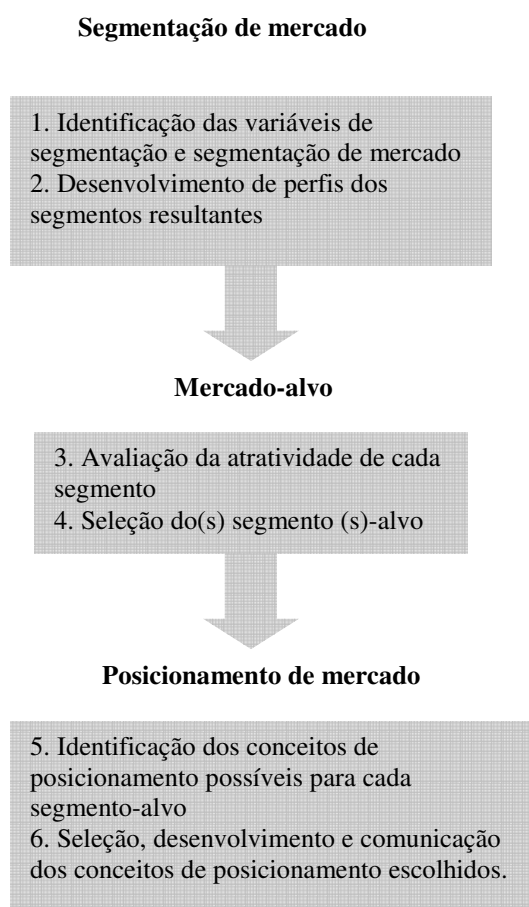 Segmentação de mercado
1. Identificação das variáveis de
segmentação e segmentação de mercado
2. Desenvolvimento de perfis dos
segmentos resultantes
Mercado-alvo
3. Avaliação da atratividade de cada
segmento
4. Seleção do(s) segmento (s)-alvo
Posicionamento de mercado
5. Identificação dos conceitos de
posicionamento possíveis para cada
segmento-alvo
6. Seleção, desenvolvimento e comunicação
dos conceitos de posicionamento escolhidos.